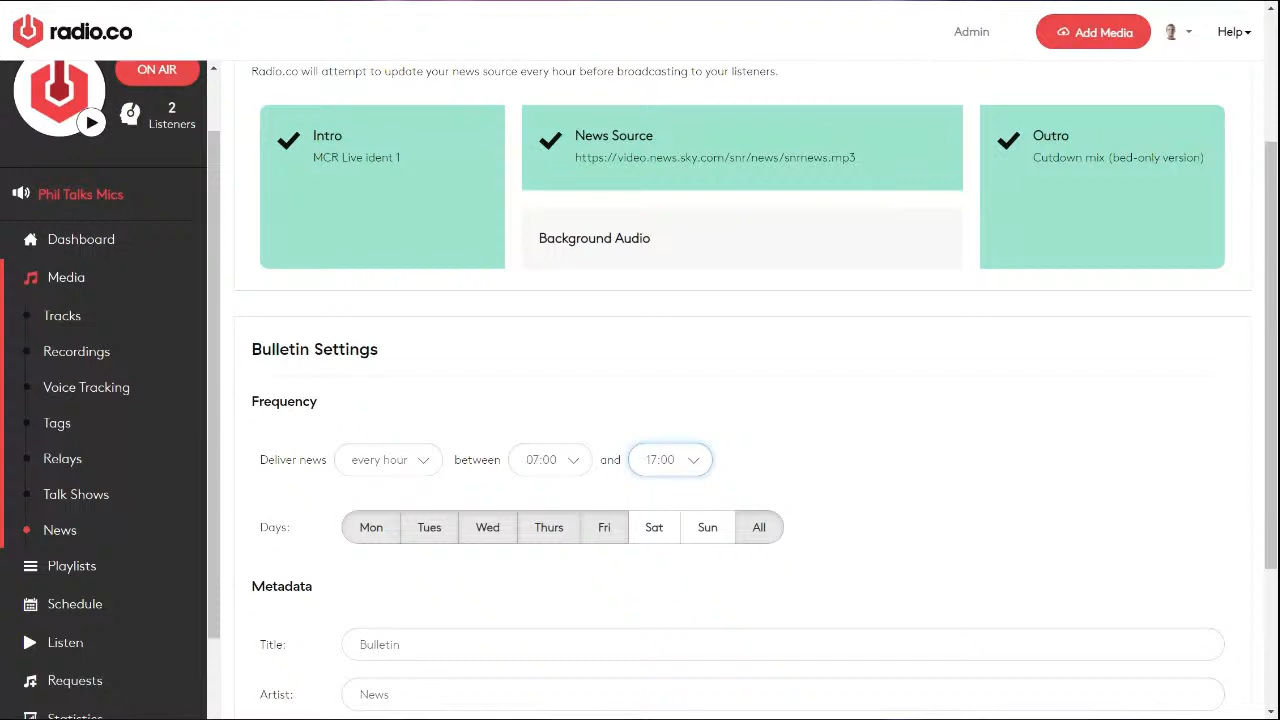 radio.co
Admin
Add Media
Help
ON AIR
2
Listeners
Phil Talks Mics
Dashboard
Media
Tracks
Recordings
Voice Tracking
Tags
Relays
Talk Shows
News
Playlists
Schedule
Listen
Requests
Statistics
Radio.co will attempt to update your news source every hour before broadcasting to your listeners.
Intro
MCR Live ident 1
News Source
https://video.news.sky.com/snr/news/snrnews.mp3
Background Audio
Outro
Cutdown mix (bed-only version)
Bulletin Settings
Frequency
Deliver news every hour between 07:00 and 17:00
Days: Mon Tues Wed Thurs Fri Sat Sun All
Metadata
Title: Bulletin
Artist: News